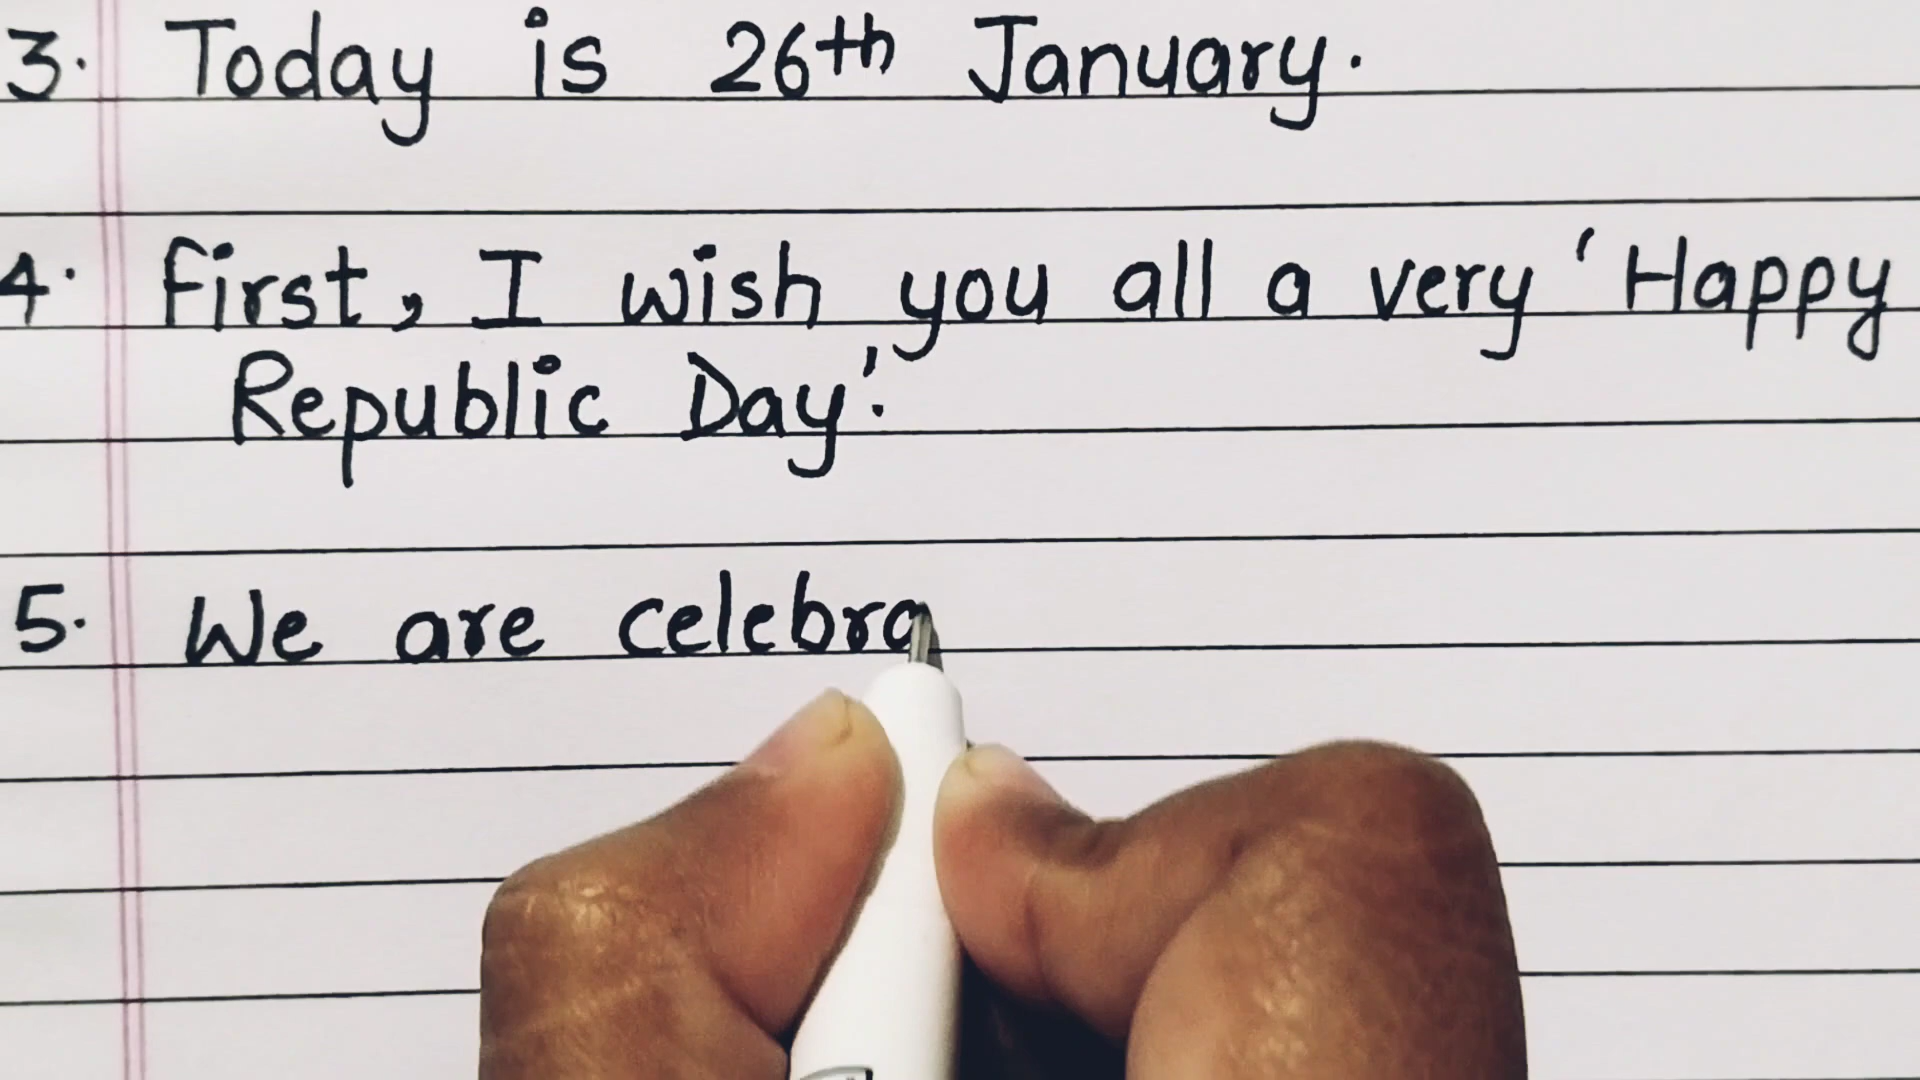 3. Today is 26th January.
4. first, I wish you all a very 'Happy
Republic Day'.
5. We are celebra